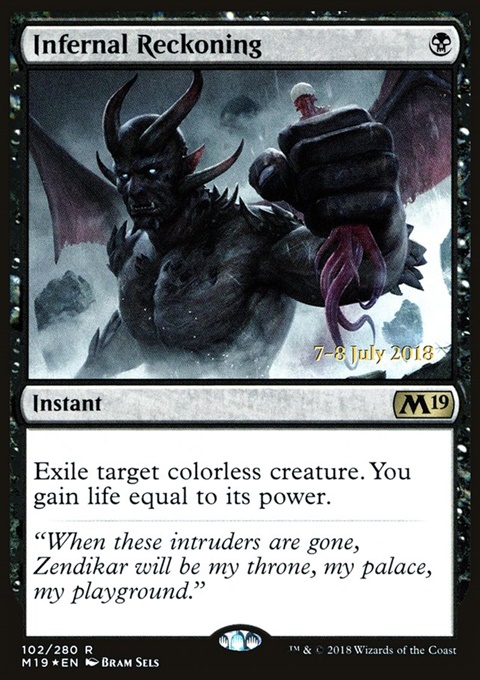 Infernal Reckoning
7–8 July 2018
Instant
M19
Exile target colorless creature. You
gain life equal to its power.
“When these intruders are gone,
Zendikar will be my throne, my palace,
my playground.”
102/280 R
M19★EN Bram Sels
™ & © 2018 Wizards of the Coast